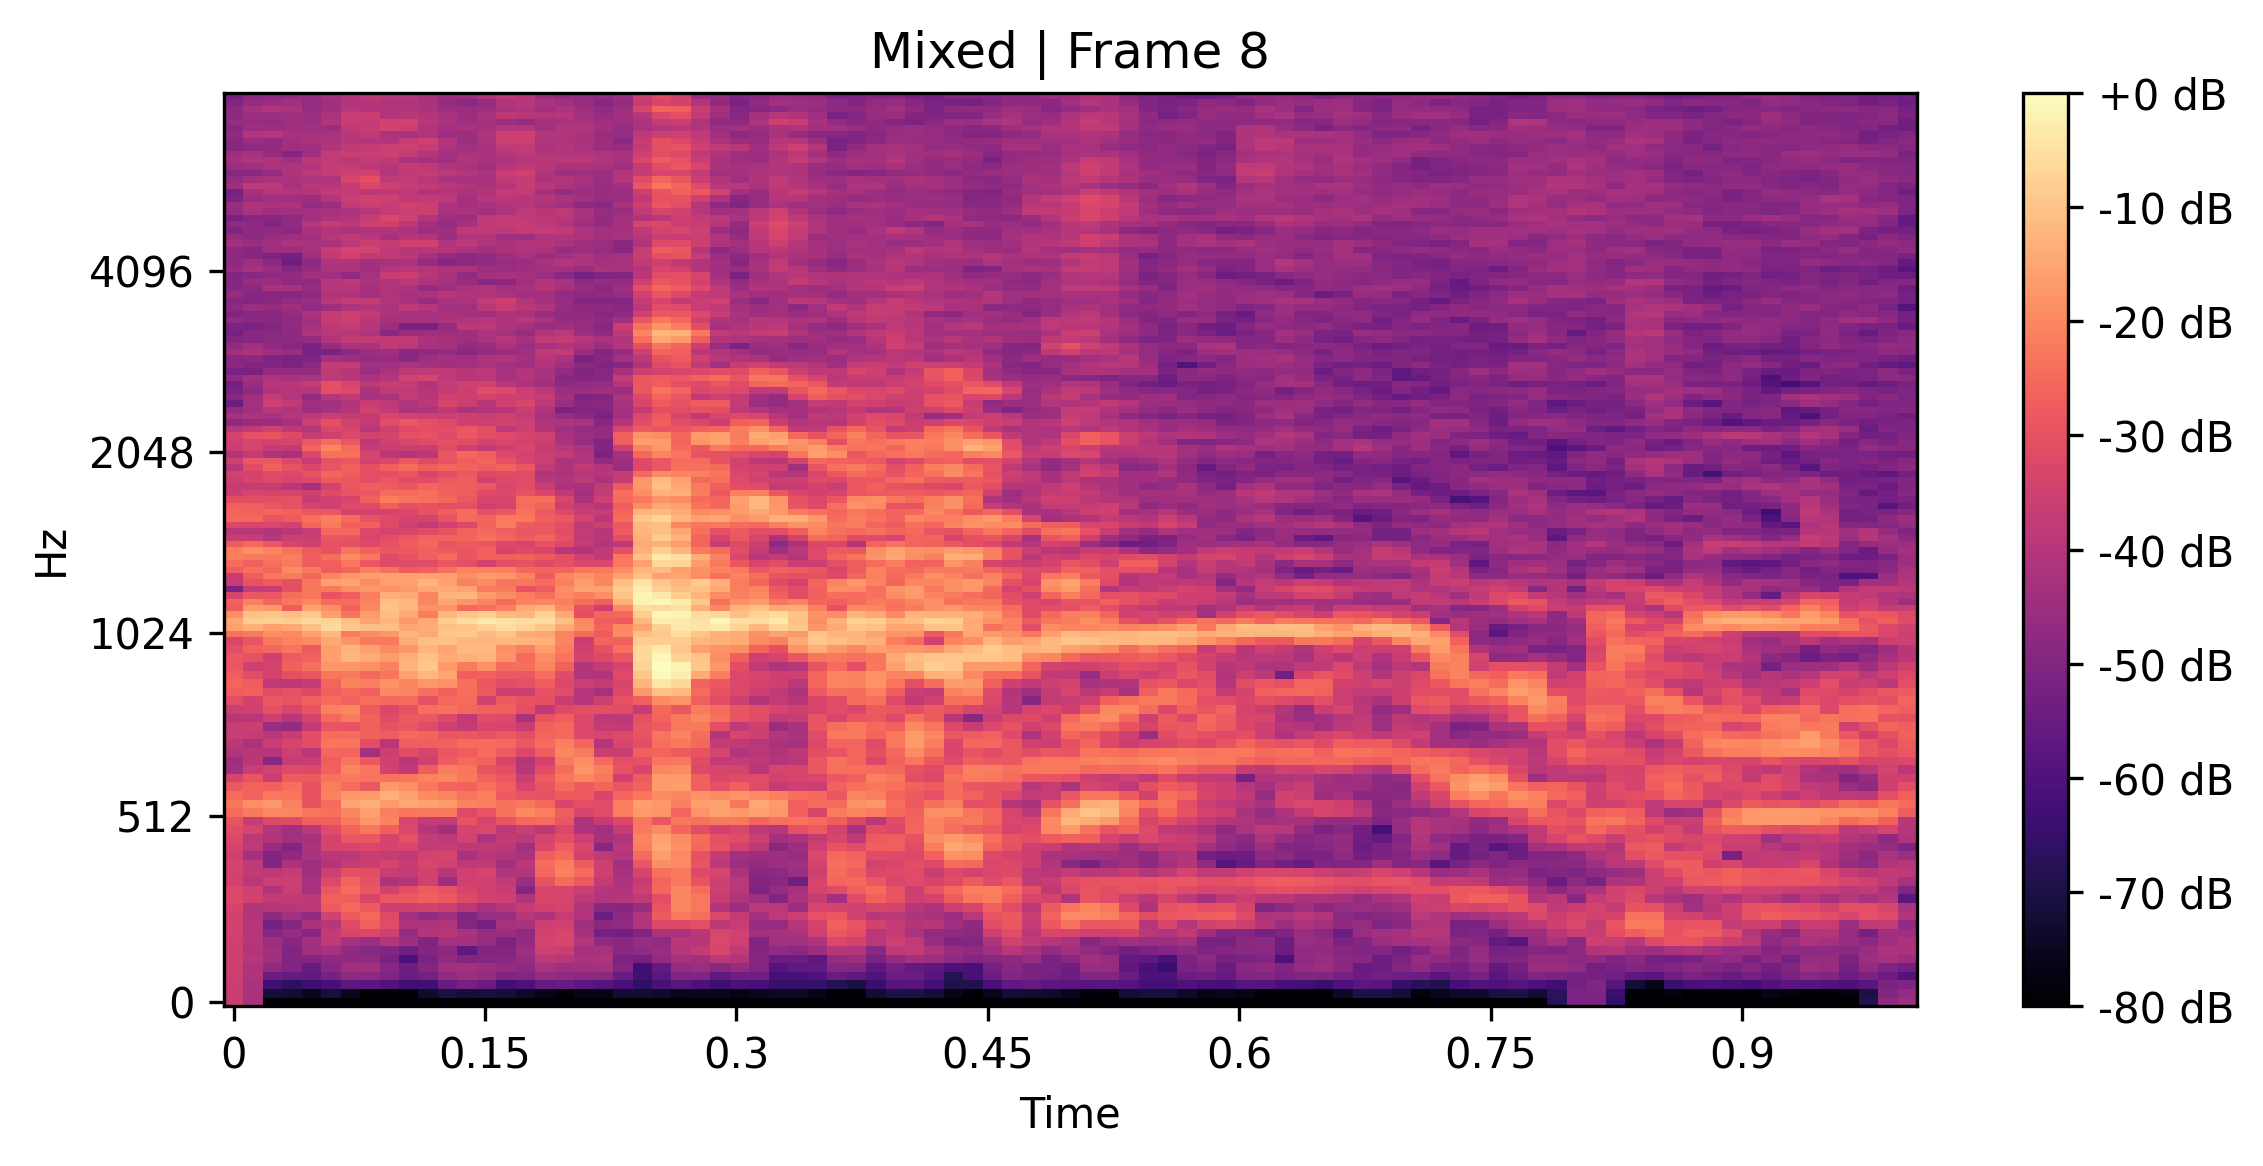 Mixed | Frame 8
Hz
4096
2048
1024
512
0
0 0.15 0.3 0.45 0.6 0.75 0.9
Time
+0 dB
-10 dB
-20 dB
-30 dB
-40 dB
-50 dB
-60 dB
-70 dB
-80 dB